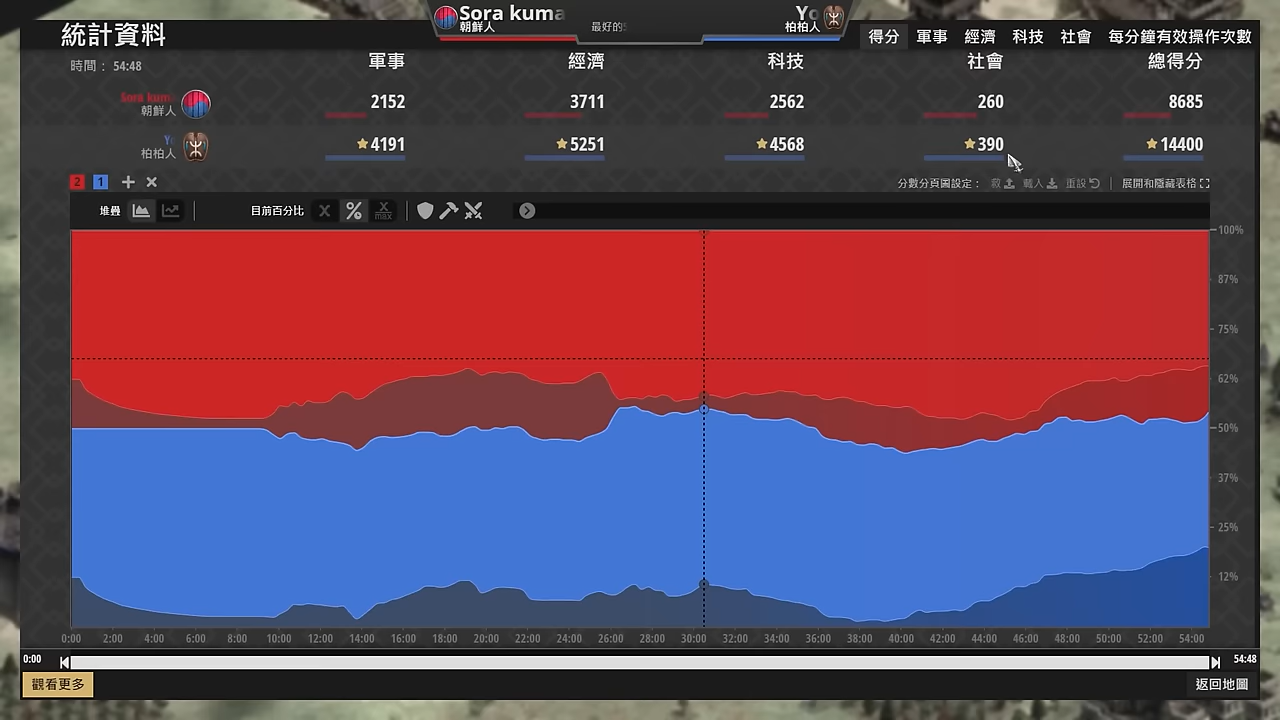 Sora kuma
朝鮮人
最好的
Yo
柏柏人
統計資料
得分 軍事 經濟 科技 社會 每分鐘有效操作次數
時間： 54:48
軍事 經濟 科技 社會 總得分
Sora kum
朝鮮人
2152 3711 2562 260 8685
柏柏人
4191 5251 4568 390 14400
2 1
分數分頁圖設定： 載入 重設 展開和隱藏表格
堆疊 目前百分比 X % X max
100%
87%
75%
62%
50%
37%
25%
12%
0:00 2:00 4:00 6:00 8:00 10:00 12:00 14:00 16:00 18:00 20:00 22:00 24:00 26:00 28:00 30:00 32:00 34:00 36:00 38:00 40:00 42:00 44:00 46:00 48:00 50:00 52:00 54:00
0:00 54:48
觀看更多 返回地圖